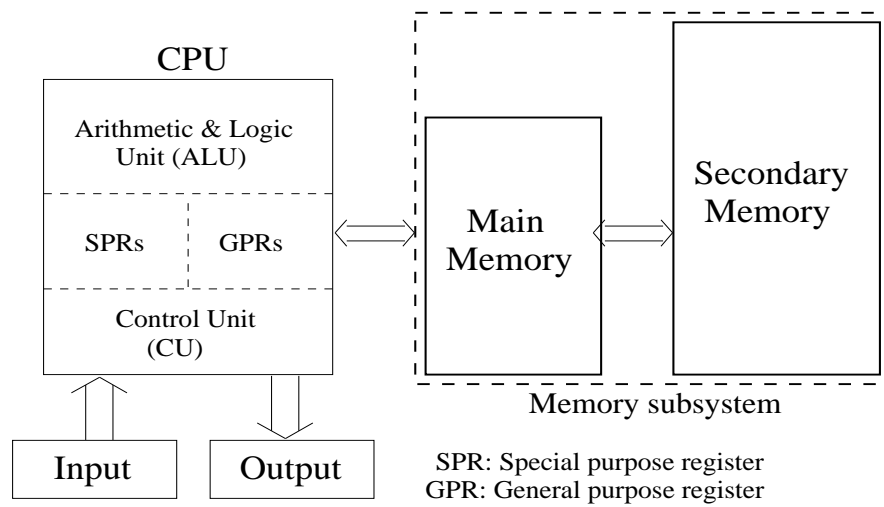 CPU
Arithmetic & Logic
Unit (ALU)
SPRs
GPRs
Control Unit
(CU)
Input
Output
Main
Memory
Secondary
Memory
Memory subsystem
SPR: Special purpose register
GPR: General purpose register